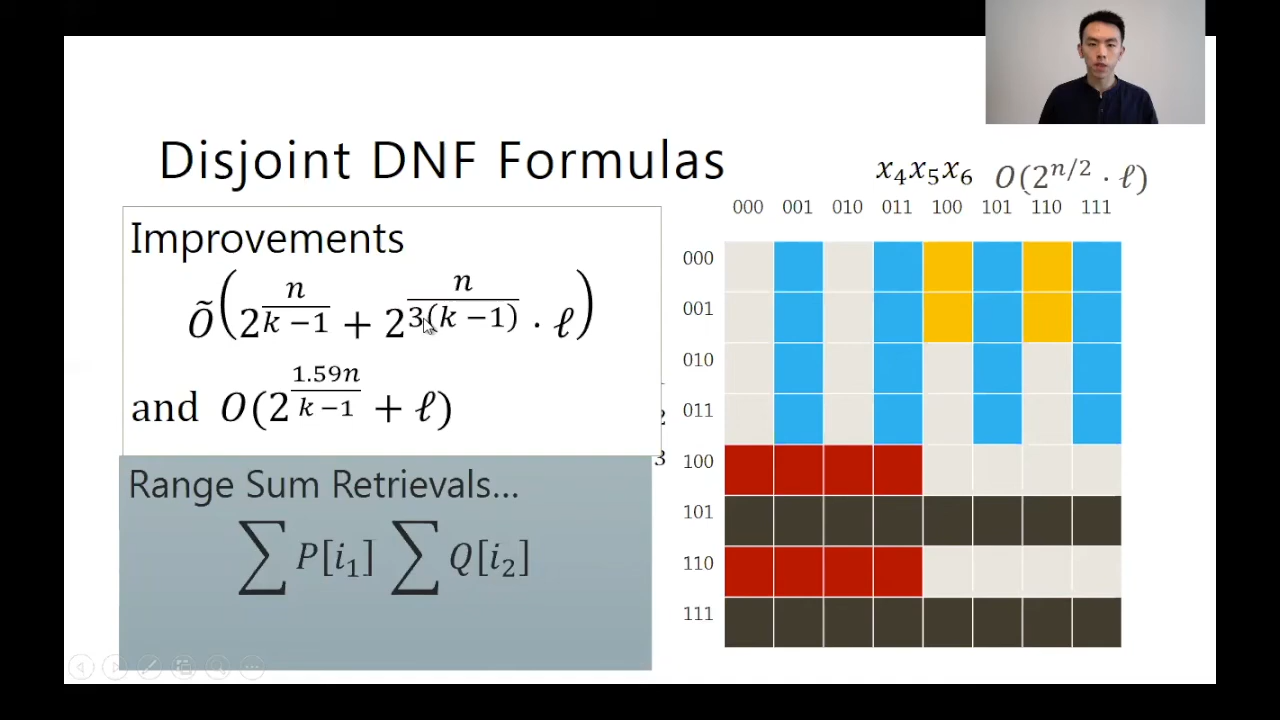 Disjoint DNF Formulas
x₄x₅x₆ O(2^{n/2} · ℓ)
Improvements
Õ(2^{n/(k−1)} + 2^{n/(3(k−1))} · ℓ)
and O(2^{1.59n/(k−1)} + ℓ)
Range Sum Retrievals...
∑ P[i₁] ∑ Q[i₂]
2
3
000 001 010 011 100 101 110 111
000
001
010
011
100
101
110
111